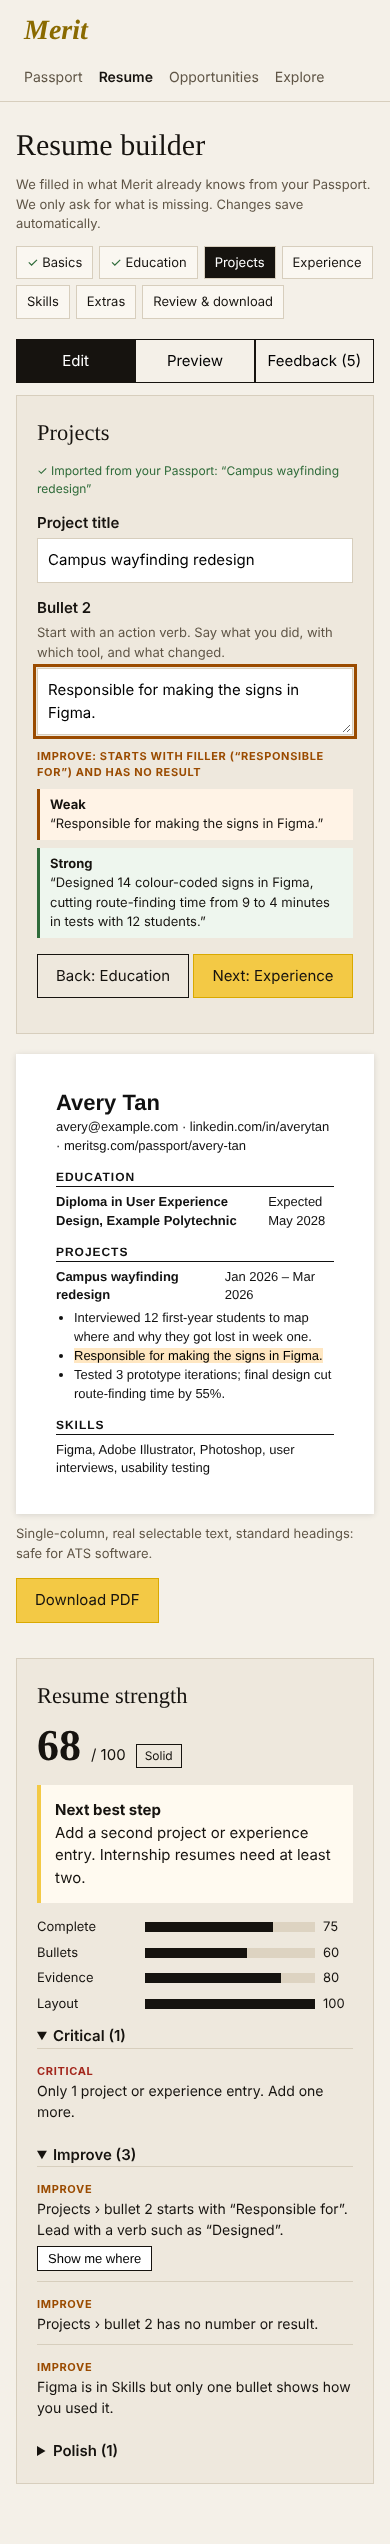 Merit
Passport Resume Opportunities Explore
Resume builder
We filled in what Merit already knows from your Passport.
We only ask for what is missing. Changes save
automatically.
✓ Basics ✓ Education Projects Experience
Skills Extras Review & download
Edit Preview Feedback (5)
Projects
✓ Imported from your Passport: “Campus wayfinding
redesign”
Project title
Campus wayfinding redesign
Bullet 2
Start with an action verb. Say what you did, with
which tool, and what changed.
Responsible for making the signs in
Figma.
IMPROVE: STARTS WITH FILLER (“RESPONSIBLE
FOR”) AND HAS NO RESULT
Weak
“Responsible for making the signs in Figma.”
Strong
“Designed 14 colour-coded signs in Figma,
cutting route-finding time from 9 to 4 minutes
in tests with 12 students.”
Back: Education Next: Experience
Avery Tan
avery@example.com · linkedin.com/in/averytan
· meritsg.com/passport/avery-tan
EDUCATION
Diploma in User Experience Expected
Design, Example Polytechnic May 2028
PROJECTS
Campus wayfinding Jan 2026 – Mar
redesign 2026
• Interviewed 12 first-year students to map
where and why they got lost in week one.
• Responsible for making the signs in Figma.
• Tested 3 prototype iterations; final design cut
route-finding time by 55%.
SKILLS
Figma, Adobe Illustrator, Photoshop, user
interviews, usability testing
Single-column, real selectable text, standard headings:
safe for ATS software.
Download PDF
Resume strength
68 / 100 Solid
Next best step
Add a second project or experience
entry. Internship resumes need at least
two.
Complete 75
Bullets 60
Evidence 80
Layout 100
▼ Critical (1)
CRITICAL
Only 1 project or experience entry. Add one
more.
▼ Improve (3)
IMPROVE
Projects › bullet 2 starts with “Responsible for”.
Lead with a verb such as “Designed”.
Show me where
IMPROVE
Projects › bullet 2 has no number or result.
IMPROVE
Figma is in Skills but only one bullet shows how
you used it.
▶ Polish (1)